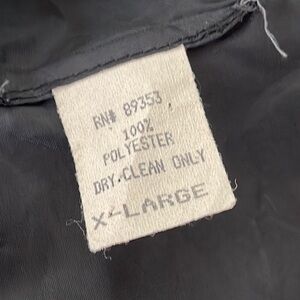 RN# 89353
100%
POLYESTER
DRY-CLEAN ONLY
X-LARGE